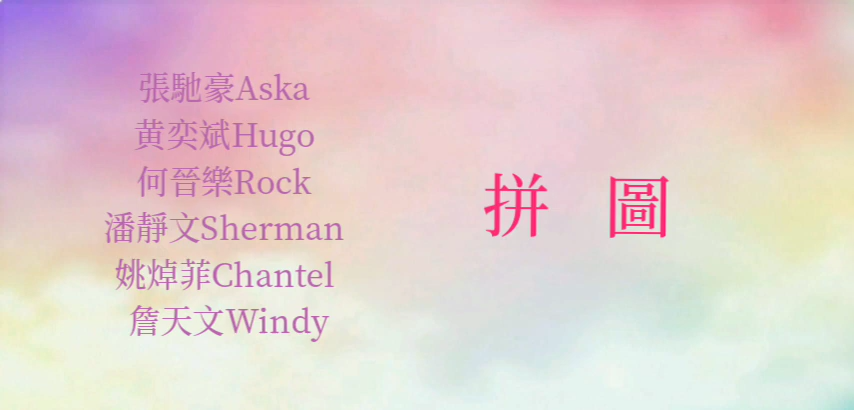 張馳豪Aska
黄奕斌Hugo
何晉樂Rock
潘靜文Sherman
姚焯菲Chantel
詹天文Windy
拼 圖